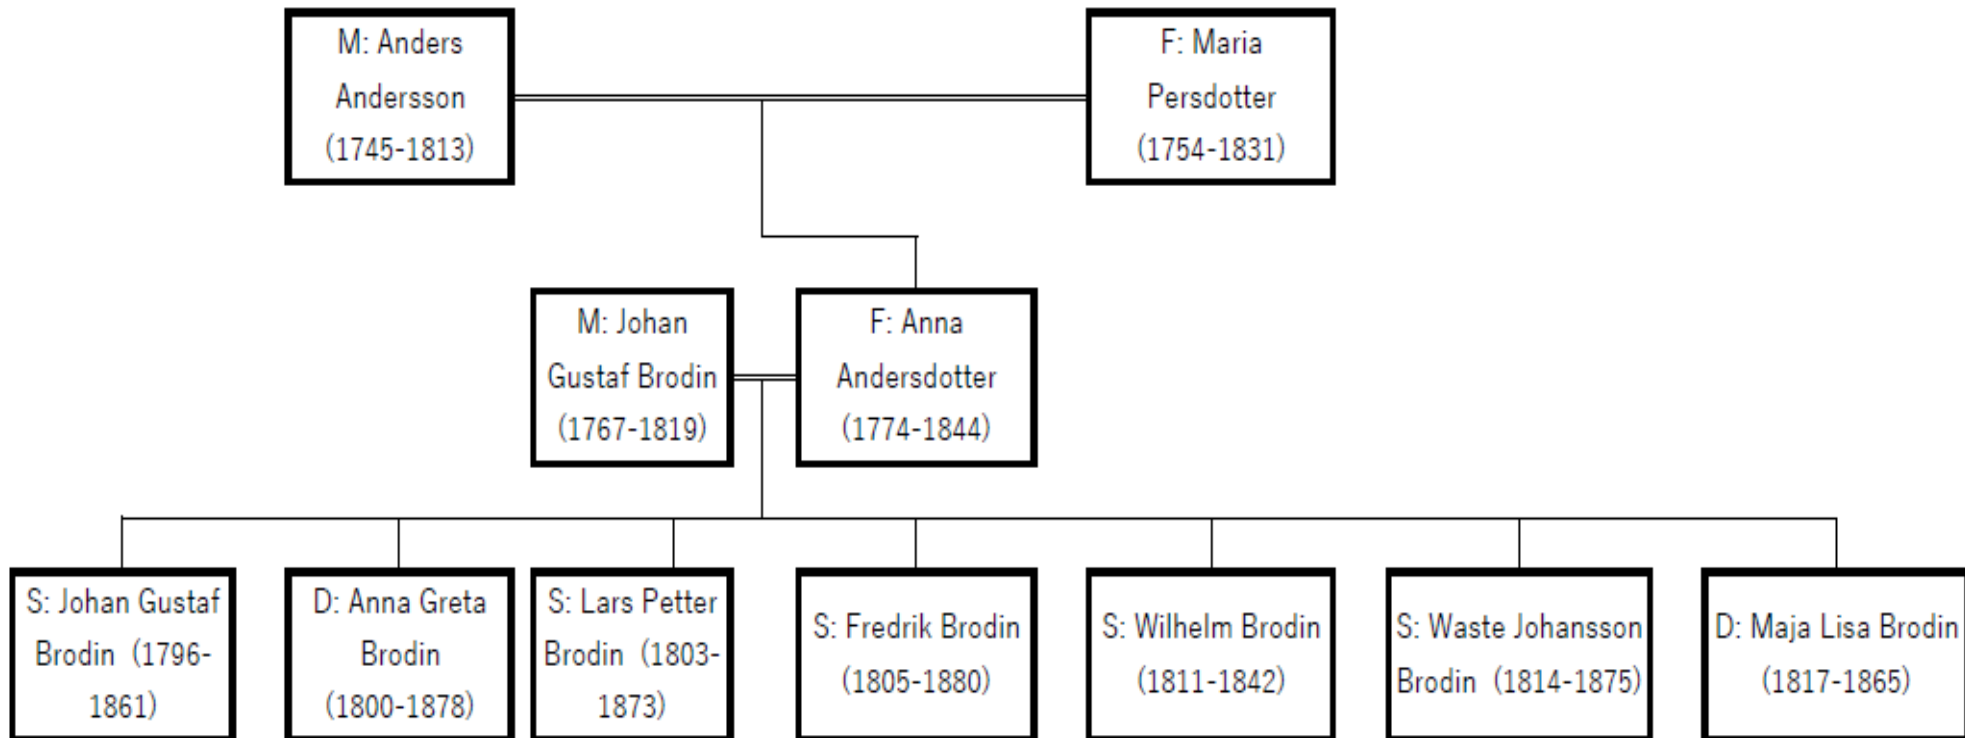 M: Anders
Andersson
(1745-1813)
F: Maria
Persdotter
(1754-1831)
M: Johan
Gustaf Brodin
(1767-1819)
F: Anna
Andersdotter
(1774-1844)
S: Johan Gustaf
Brodin (1796-
1861)
D: Anna Greta
Brodin
(1800-1878)
S: Lars Petter
Brodin (1803-
1873)
S: Fredrik Brodin
(1805-1880)
S: Wilhelm Brodin
(1811-1842)
S: Waste Johansson
Brodin (1814-1875)
D: Maja Lisa Brodin
(1817-1865)